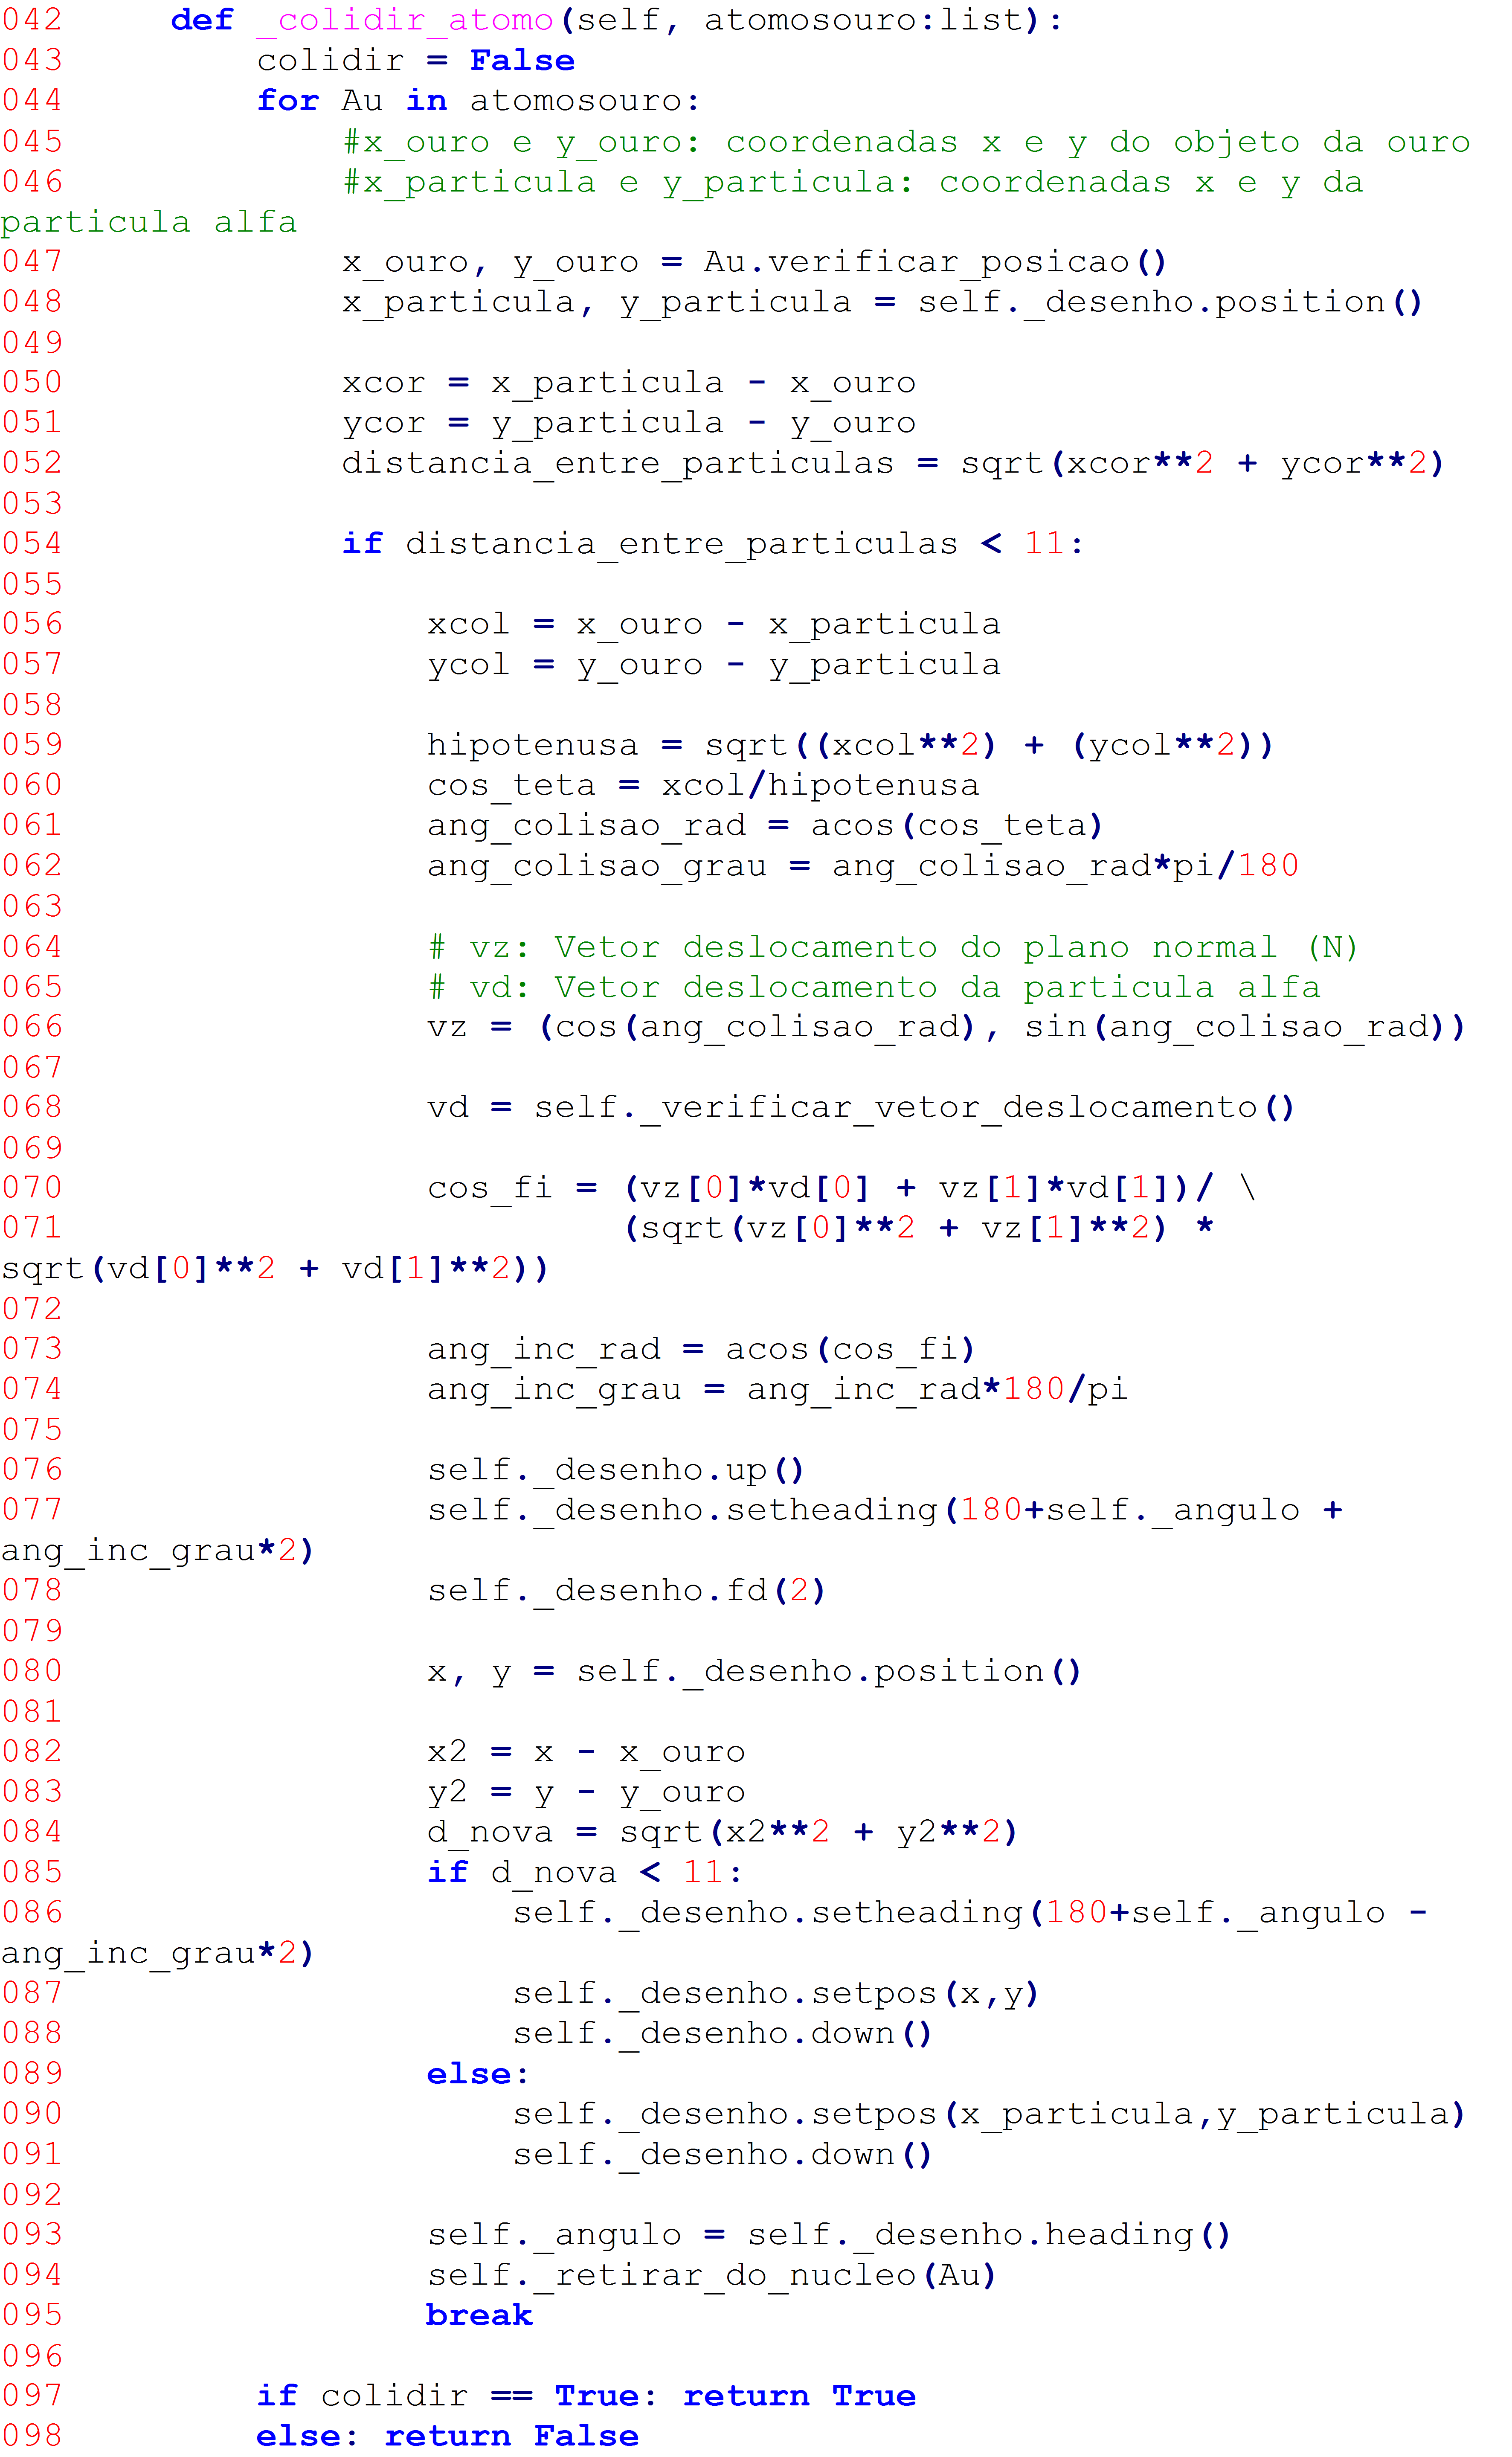 042     def _colidir_atomo(self, atomosouro:list):
043         colidir = False
044         for Au in atomosouro:
045             #x_ouro e y_ouro: coordenadas x e y do objeto da ouro
046             #x_particula e y_particula: coordenadas x e y da
particula alfa
047             x_ouro, y_ouro = Au.verificar_posicao()
048             x_particula, y_particula = self._desenho.position()
049
050             xcor = x_particula - x_ouro
051             ycor = y_particula - y_ouro
052             distancia_entre_particulas = sqrt(xcor**2 + ycor**2)
053
054             if distancia_entre_particulas < 11:
055
056                 xcol = x_ouro - x_particula
057                 ycol = y_ouro - y_particula
058
059                 hipotenusa = sqrt((xcol**2) + (ycol**2))
060                 cos_teta = xcol/hipotenusa
061                 ang_colisao_rad = acos(cos_teta)
062                 ang_colisao_grau = ang_colisao_rad*pi/180
063
064                 # vz: Vetor deslocamento do plano normal (N)
065                 # vd: Vetor deslocamento da particula alfa
066                 vz = (cos(ang_colisao_rad), sin(ang_colisao_rad))
067
068                 vd = self._verificar_vetor_deslocamento()
069
070                 cos_fi = (vz[0]*vd[0] + vz[1]*vd[1])/ \
071                          (sqrt(vz[0]**2 + vz[1]**2) *
sqrt(vd[0]**2 + vd[1]**2))
072
073                 ang_inc_rad = acos(cos_fi)
074                 ang_inc_grau = ang_inc_rad*180/pi
075
076                 self._desenho.up()
077                 self._desenho.setheading(180+self._angulo +
ang_inc_grau*2)
078                 self._desenho.fd(2)
079
080                 x, y = self._desenho.position()
081
082                 x2 = x - x_ouro
083                 y2 = y - y_ouro
084                 d_nova = sqrt(x2**2 + y2**2)
085                 if d_nova < 11:
086                     self._desenho.setheading(180+self._angulo -
ang_inc_grau*2)
087                     self._desenho.setpos(x,y)
088                     self._desenho.down()
089                 else:
090                     self._desenho.setpos(x_particula,y_particula)
091                     self._desenho.down()
092
093                 self._angulo = self._desenho.heading()
094                 self._retirar_do_nucleo(Au)
095                 break
096
097         if colidir == True: return True
098         else: return False